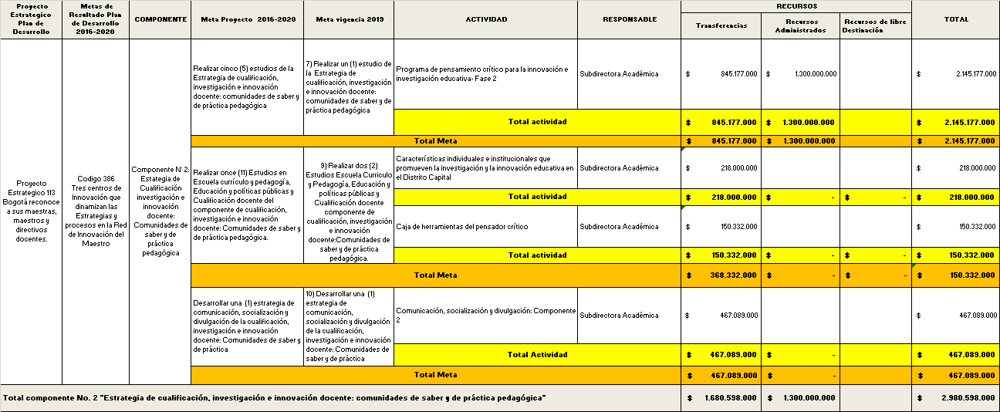 Proyecto
Estrategico
Plan de
Desarrollo
Metas de
Resultado Plan
de Desarrollo
2016-2020
COMPONENTE
Meta Proyecto 2016-2020
Meta vigencia 2019
ACTIVIDAD
RESPONSABLE
RECURSOS
Transferencias
Recursos
Administrados
Recursos de libre
Destinación
TOTAL
Proyecto
Estrategico 113
Bogotá reconoce
a sus maestras,
maestros y
directivos
docentes.
Codigo 386
Tres centros de
Innovación que
dinamizan las
Estrategias y
procesos en la Red
de Innovación del
Maestro
Componente N° 2:
Estategia de
Cualificación
investigación e
innovación
docente:
Comunidades de
saber y de
práctica
pedagógica
Realizar cinco (5) estudios de la
Estrategia de cualificación,
investigación e innovación
docente: comunidades de saber y
de práctica pedagógica
7) Realizar un (1) estudio de
la Estrategia de
cualificación, investigación
e innovación docente:
comunidades de saber y de
práctica pedagógica
Programa de pensamiento crítico para la innovación e
investigación educativa- Fase 2
Subdirectora Académica
$ 845.177.000
$ 1.300.000.000
$ 2.145.177.000
Total actividad
$ 845.177.000
$ 1.300.000.000
$ 2.145.177.000
Total Meta
$ 845.177.000
$ 1.300.000.000
$ 2.145.177.000
Realizar once (11) Estudios en
Escuela currículo y pedagogía,
Educación y políticas públicas y
Cualificación docente del
componente de cualificación,
investigación e innovación
docente: Comunidades de saber y
de práctica pedagógica.
9) Realizar dos (2)
Estudios Escuela Currículo
y Pedagogía, Educación y
políticas públicas y
Cualificación docente
componente de
cualificación, investigación
e innovación
docente:Comunidades de
saber y de práctica
pedagógica.
Características individuales e institucionales que
promueven la investigación y la innovación educativa en
el Distrito Capital
Subdirectora Académica
$ 218.000.000
$ 218.000.000
Total actividad
$ 218.000.000
$ -
$ -
$ 218.000.000
Caja de herramientas del pensador crítico
Subdirectora Académica
$ 150.332.000
$ 150.332.000
Total actividad
$ 150.332.000
$ -
$ -
$ 150.332.000
Total Meta
$ 368.332.000
$ -
$ -
$ 150.332.000
Desarrollar una (1) estrategia de
comunicación, socialización y
divulgación de la cualificación,
investigación e innovación
docente: Comunidades de saber y
de práctica
10) Desarrollar una (1)
estrategia de
comunicación,
socialización y divulgación
de la cualificación,
investigación e innovación
docente: Comunidades de
saber y de práctica
Comunicación, socialización y divulgación: Componente
2
Subdirectora Académica
$ 467.089.000
$ 467.089.000
Total Actividad
$ 467.089.000
$ -
$ 467.089.000
Total Meta
$ 467.089.000
$ -
$ 467.089.000
Total componente No. 2 "Estrategia de cualificación, investigación e innovación docente: comunidades de saber y de práctica pedagógica"
$ 1.680.598.000
$ 1.300.000.000
$ 2.980.598.000